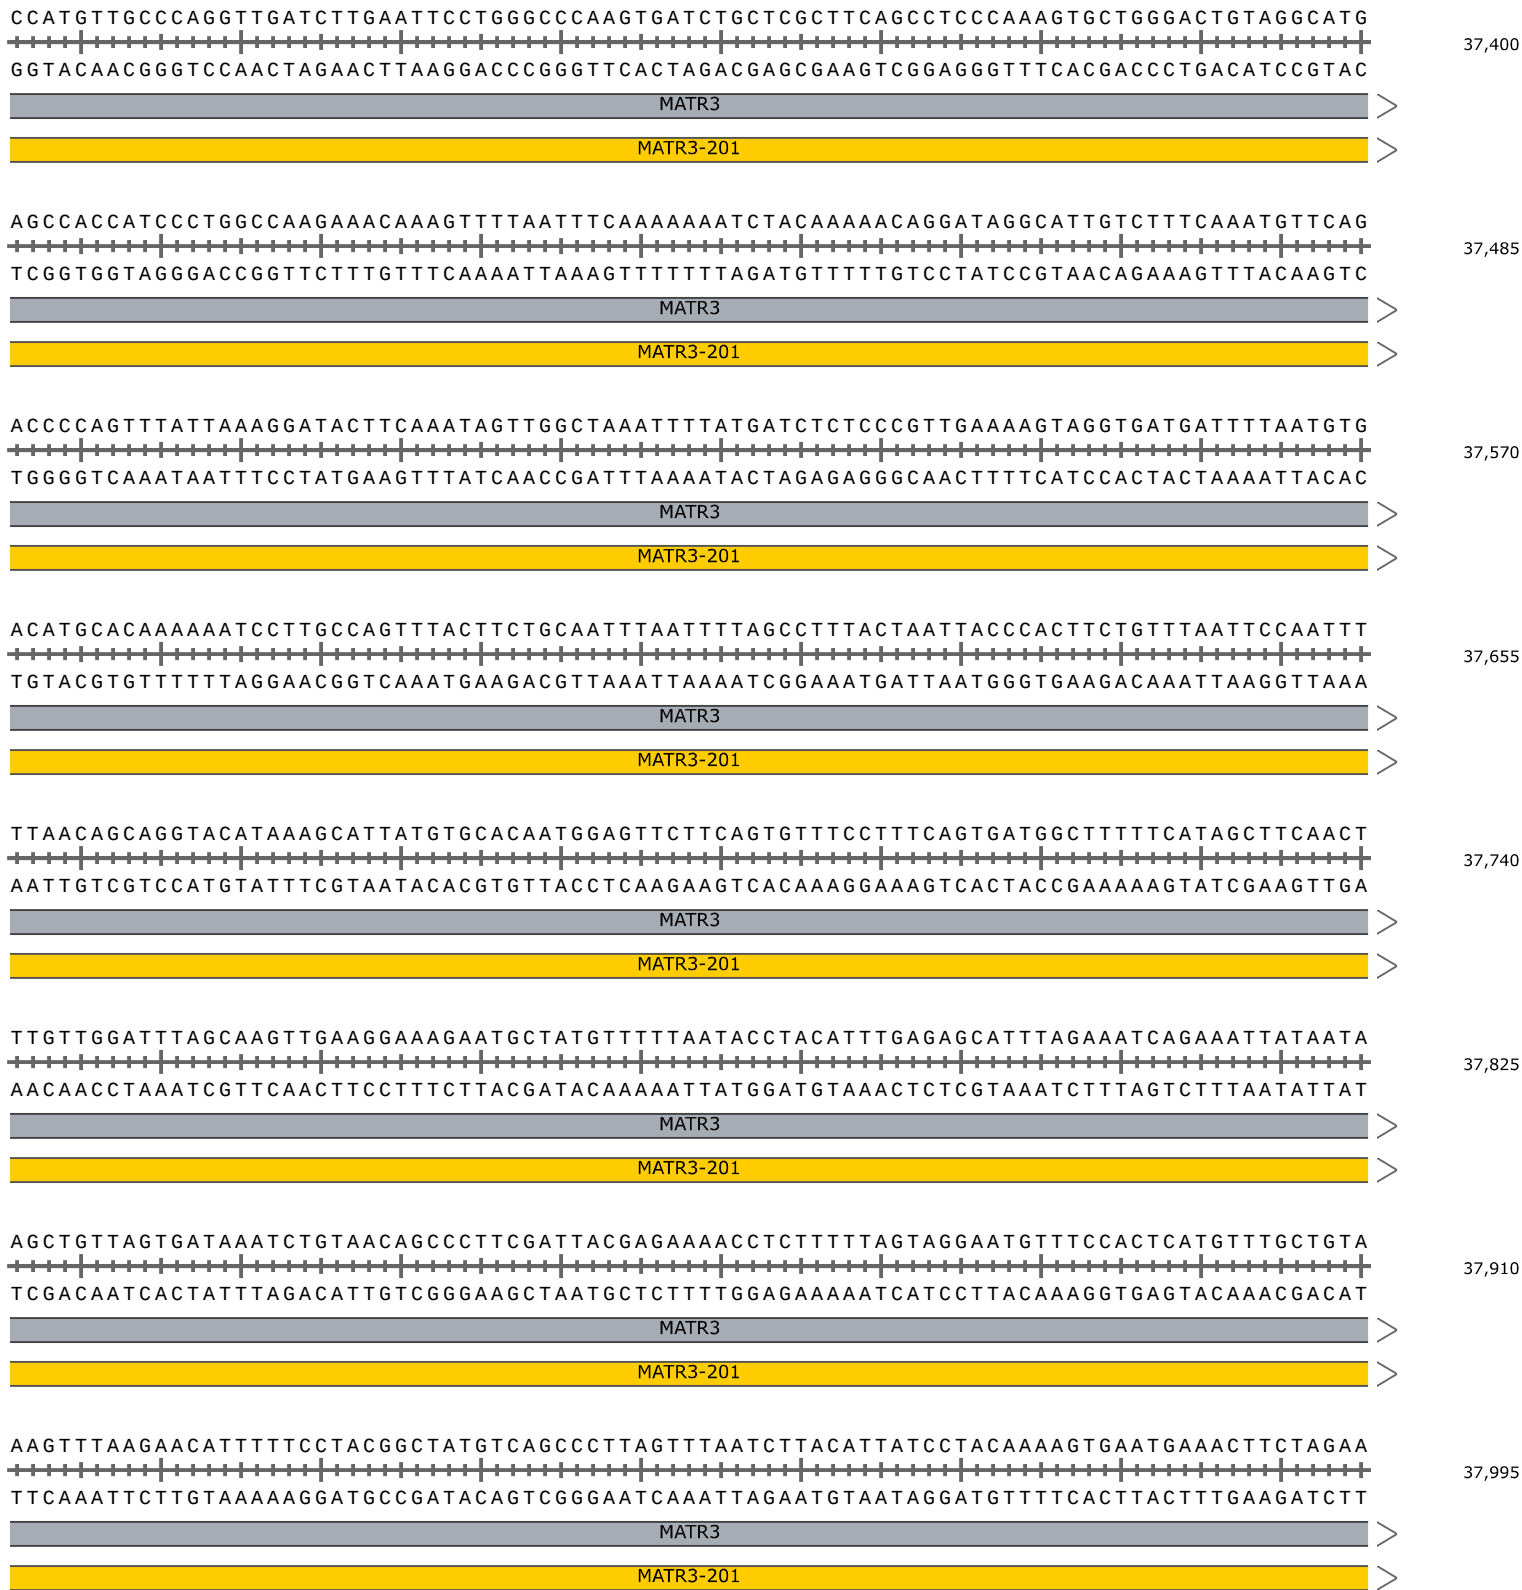 CCATGTTGCCCAGGTTGATCTTGAATTCCTGGGCCCAAGTGATCTGCTCGCTTCAGCCTCCCAAAGTGCTGGGACTGTAGGCATG
37,400
GGTACAACGGGTCCAACTAGAACTTAAGGACCCGGGTTCACTAGACGAGCGAAGTCGGAGGGTTTCACGACCCTGACATCCGTAC
MATR3
MATR3-201
AGCCACCATCCCTGGCCAAGAAACAAAGTTTTAATTTCAAAAAAATCTACAAAAACAGGATAGGCATTGTCTTTCAAATGTTCAG
37,485
TCGGTGGTAGGGACCGGTTCTTTGTTTCAAAATTAAAGTTTTTTTAGATGTTTTTGTCCTATCCGTAACAGAAAGTTTACAAGTC
MATR3
MATR3-201
ACCCCAGTTTATTAAAGGATACTTCAAATAGTTGGCTAAATTTTATGATCTCTCCCGTTGAAAAGTAGGTGATGATTTTAATGTG
37,570
TGGGGTCAAATAATTTCCTATGAAGTTTATCAACCGATTTAAAATACTAGAGAGGGCAACTTTTCATCCACTACTAAAATTACAC
MATR3
MATR3-201
ACATGCACAAAAAATCCTTGCCAGTTTACTTCTGCAATTTAATTTTAGCCTTTACTAATTACCCACTTCTGTTTAATTCCAATTT
37,655
TGTACGTGTTTTTTAGGAACGGTCAAATGAAGACGTTAAATTAAAATCGGAAATGATTAATGGGTGAAGACAAATTAAGGTTAAA
MATR3
MATR3-201
TTAACAGCAGGTACATAAAGCATTATGTGCACAATGGAGTTCTTCAGTGTTTCCTTTCAGTGATGGCTTTTTCATAGCTTCAACT
37,740
AATTGTCGTCCATGTATTTCGTAATACACGTGTTACCTCAAGAAGTCACAAAGGAAAGTCACTACCGAAAAAGTATCGAAGTTGA
MATR3
MATR3-201
TTGTTGGATTTAGCAAGTTGAAGGAAAGAATGCTATGTTTTTAATACCTACATTTGAGAGCATTTAGAAATCAGAAATTATAATA
37,825
AACAACCTAAATCGTTCAACTTCCTTTCTTACGATACAAAAATTATGGATGTAAACTCTCGTAAATCTTTAGTCTTTAATATTAT
MATR3
MATR3-201
AGCTGTTAGTGATAAATCTGTAACAGCCCTTCGATTACGAGAAAACCTCTTTTTAGTAGGAATGTTTCCACTCATGTTTGCTGTA
37,910
TCGACAATCACTATTTAGACATTGTCGGGAAGCTAATGCTCTTTTGGAGAAAAATCATCCTTACAAAGGTGAGTACAAACGACAT
MATR3
MATR3-201
AAGTTTAAGAACATTTTTTCCTACGGCTATGTCAGCCCTTAGTTTAATCTTACATTATCCTACAAAAGTGAATGAAACTTCTAGAA
37,995
TTCAAATTCTTGTAAAAAAGGATGCCGATACAGTCGGGAATCAAATTAGAATGTAATAGGATGTTTTCACTTACTTTGAAGATCTT
MATR3
MATR3-201